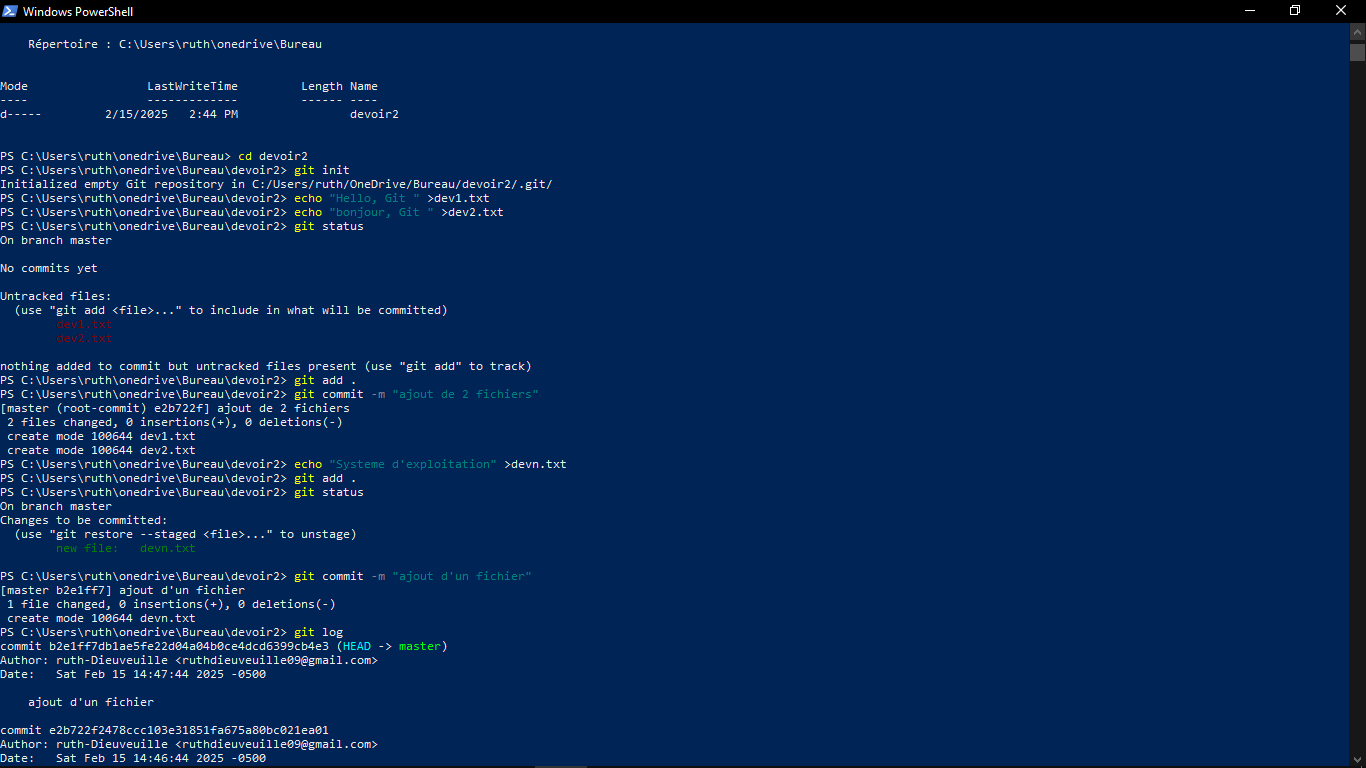 Windows PowerShell
Répertoire : C:\Users\ruth\onedrive\Bureau
Mode                 LastWriteTime         Length Name
----                 -------------         ------ ----
d-----         2/15/2025   2:44 PM                devoir2
PS C:\Users\ruth\onedrive\Bureau> cd devoir2
PS C:\Users\ruth\onedrive\Bureau\devoir2> git init
Initialized empty Git repository in C:/Users/ruth/OneDrive/Bureau/devoir2/.git/
PS C:\Users\ruth\onedrive\Bureau\devoir2> echo "Hello, Git " >dev1.txt
PS C:\Users\ruth\onedrive\Bureau\devoir2> echo "bonjour, Git " >dev2.txt
PS C:\Users\ruth\onedrive\Bureau\devoir2> git status
On branch master
No commits yet
Untracked files:
  (use "git add <file>..." to include in what will be committed)
        dev1.txt
        dev2.txt
nothing added to commit but untracked files present (use "git add" to track)
PS C:\Users\ruth\onedrive\Bureau\devoir2> git add .
PS C:\Users\ruth\onedrive\Bureau\devoir2> git commit -m "ajout de 2 fichiers"
[master (root-commit) e2b722f] ajout de 2 fichiers
 2 files changed, 0 insertions(+), 0 deletions(-)
 create mode 100644 dev1.txt
 create mode 100644 dev2.txt
PS C:\Users\ruth\onedrive\Bureau\devoir2> echo "Systeme d'exploitation" >devn.txt
PS C:\Users\ruth\onedrive\Bureau\devoir2> git add .
PS C:\Users\ruth\onedrive\Bureau\devoir2> git status
On branch master
Changes to be committed:
  (use "git restore --staged <file>..." to unstage)
        new file:   devn.txt
PS C:\Users\ruth\onedrive\Bureau\devoir2> git commit -m "ajout d'un fichier"
[master b2e1ff7] ajout d'un fichier
 1 file changed, 0 insertions(+), 0 deletions(-)
 create mode 100644 devn.txt
PS C:\Users\ruth\onedrive\Bureau\devoir2> git log
commit b2e1ff7db1ae5fe22d04a04b0ce4dcd6399cb4e3 (HEAD -> master)
Author: ruth-Dieuveuille <ruthdieuveuille09@gmail.com>
Date:   Sat Feb 15 14:47:44 2025 -0500
    ajout d'un fichier
commit e2b722f2478ccc103e31851fa675a80bc021ea01
Author: ruth-Dieuveuille <ruthdieuveuille09@gmail.com>
Date:   Sat Feb 15 14:46:44 2025 -0500